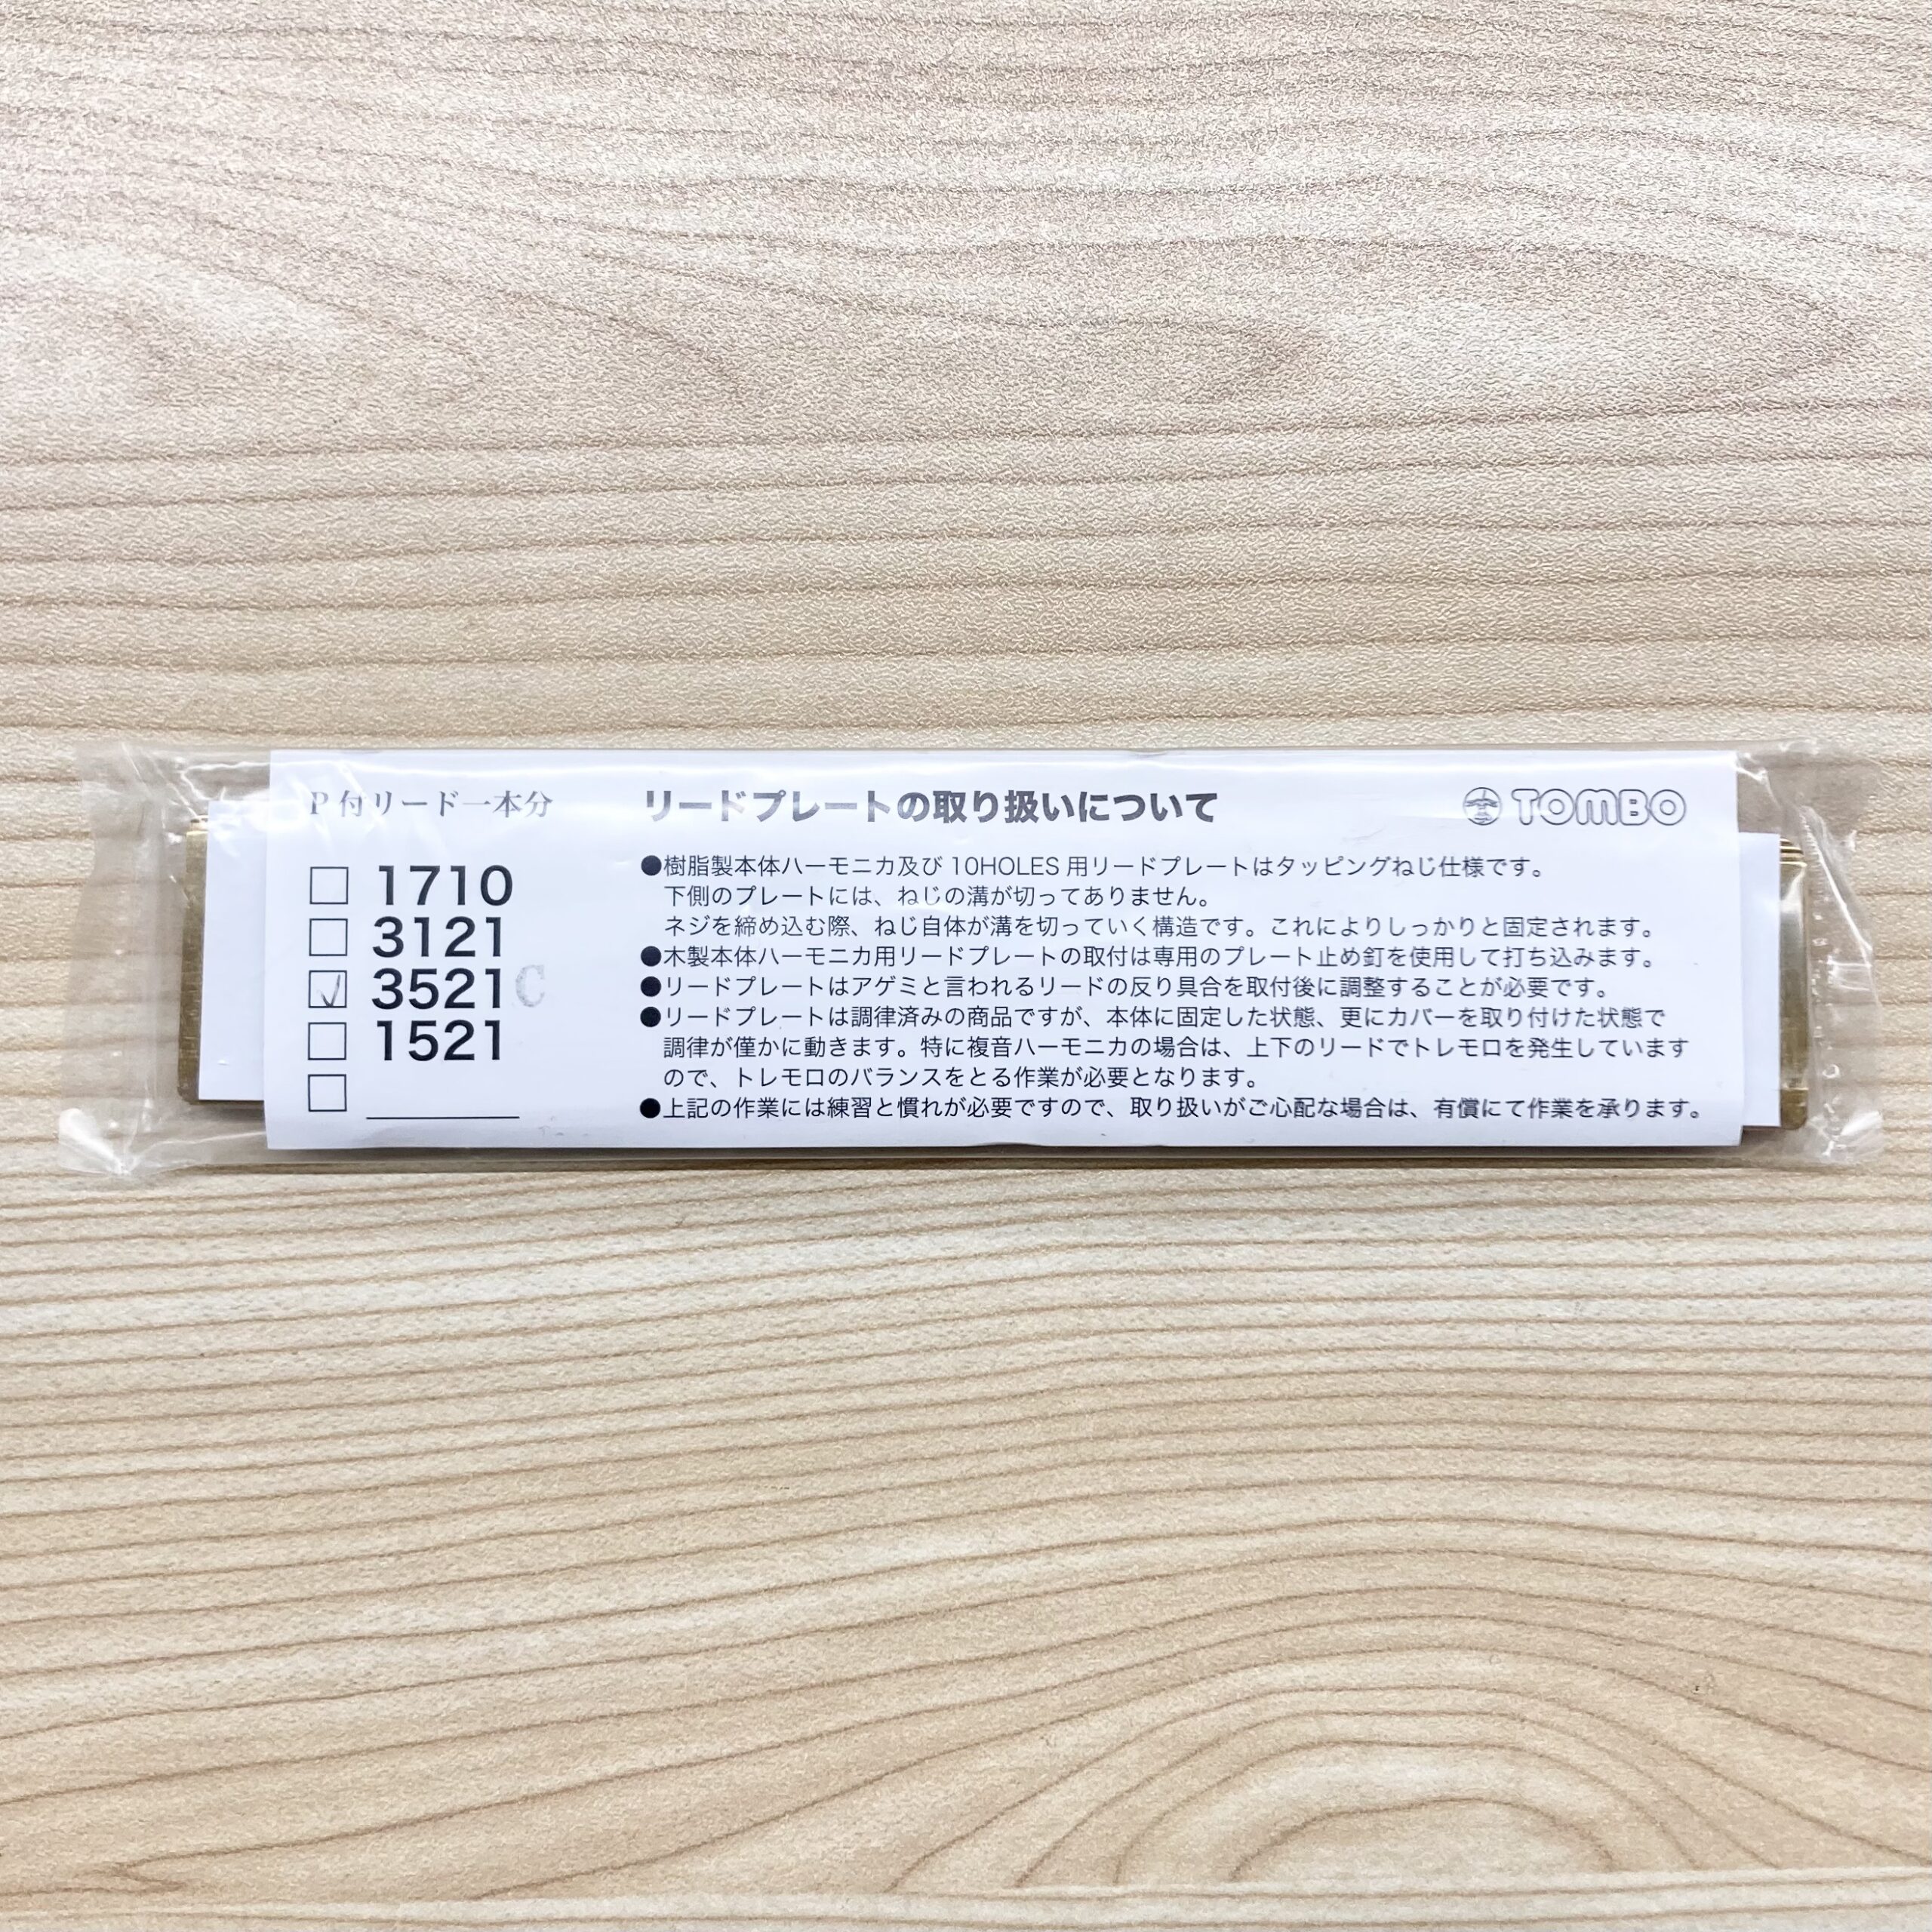 P付リード一本分
□ 1710
□ 3121
☑ 3521C
□ 1521
□
リードプレートの取り扱いについて
TOMBO
●樹脂製本体ハーモニカ及び 10HOLES 用リードプレートはタッピングねじ仕様です。
下側のプレートには、ねじの溝が切ってありません。
ネジを締め込む際、ねじ自体が溝を切っていく構造です。これによりしっかりと固定されます。
●木製本体ハーモニカ用リードプレートの取付は専用のプレート止め釘を使用して打ち込みます。
●リードプレートはアゲミと言われるリードの反り具合を取付後に調整することが必要です。
●リードプレートは調律済みの商品ですが、本体に固定した状態、更にカバーを取り付けた状態で
調律が僅かに動きます。特に複音ハーモニカの場合は、上下のリードでトレモロを発生しています
ので、トレモロのバランスをとる作業が必要となります。
●上記の作業には練習と慣れが必要ですので、取り扱いがご心配な場合は、有償にて作業を承ります。